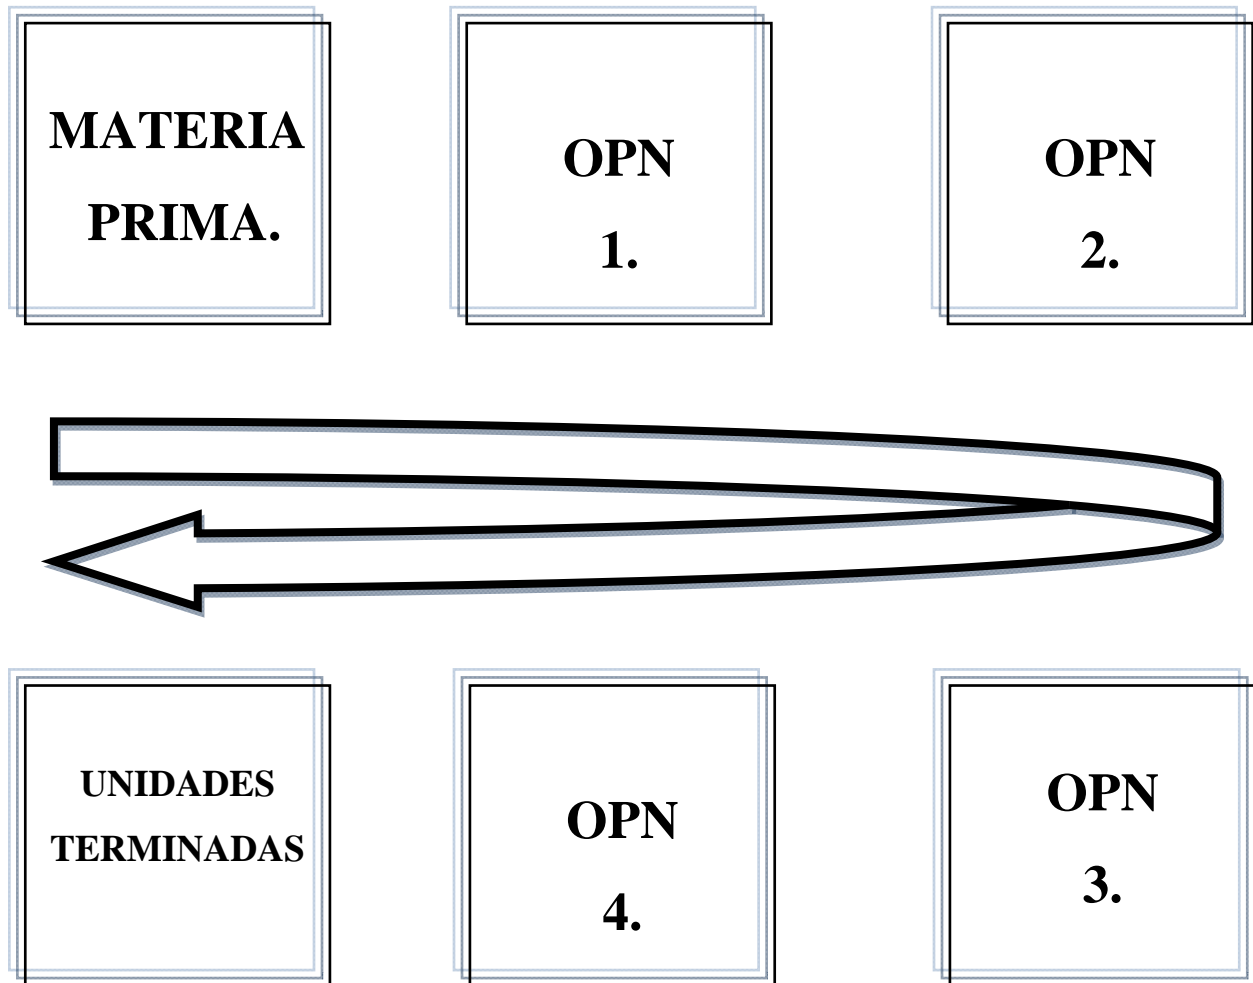 MATERIA
PRIMA.
OPN
1.
OPN
2.
UNIDADES
TERMINADAS
OPN
4.
OPN
3.